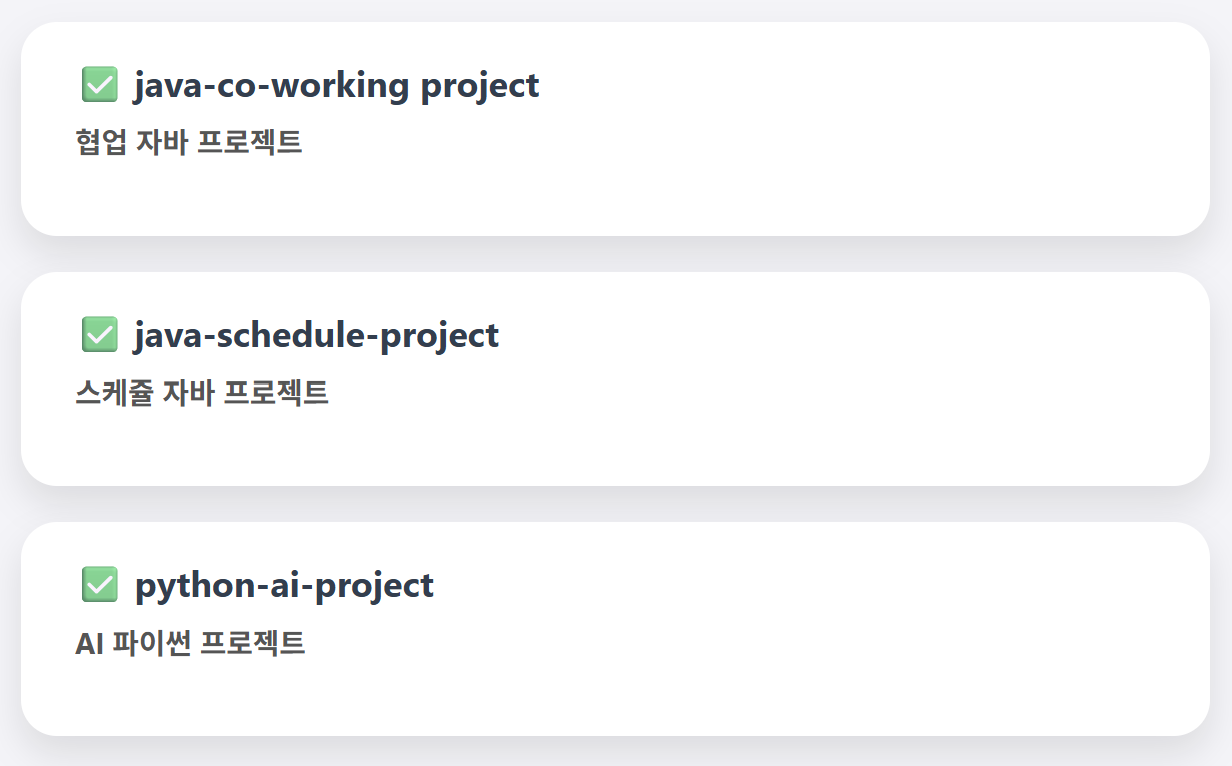 ✅ java-co-working project
협업 자바 프로젝트
✅ java-schedule-project
스케쥴 자바 프로젝트
✅ python-ai-project
AI 파이썬 프로젝트